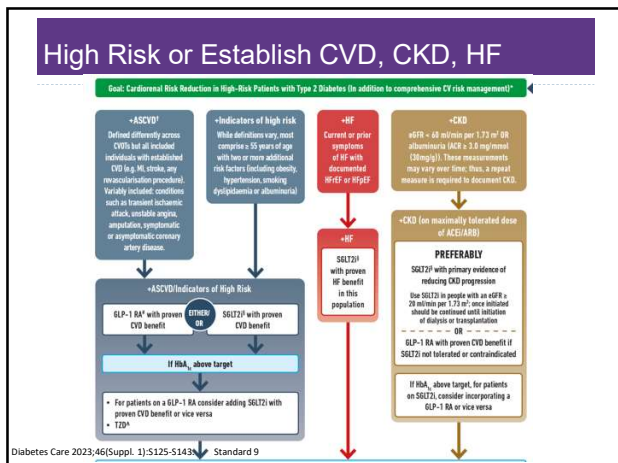 High Risk or Establish CVD, CKD, HF
Goal: Cardiorenal Risk Reduction in High-Risk Patients with Type 2 Diabetes (In addition to comprehensive CV risk management)*
+ASCVD†
Defined differently across
CVOTs but all included
individuals with established
CVD (e.g. MI, stroke, any
revascularisation procedure).
Variably included: conditions
such as transient ischaemic
attack, unstable angina,
amputation, symptomatic
or asymptomatic coronary
artery disease.
+Indicators of high risk
While definitions vary, most
comprise ≥ 55 years of age
with two or more additional
risk factors (including obesity,
hypertension, smoking
dyslipidaemia or albuminuria)
+HF
Current or prior
symptoms
of HF with
documented
HFrEF or HFpEF
+CKD
eGFR < 60 ml/min per 1.73 m² OR
albuminuria (ACR ≥ 3.0 mg/mmol
(30mg/g)). These measurements
may vary over time; thus, a repeat
measure is required to document CKD.
+ASCVD/Indicators of High Risk
GLP-1 RA# with proven
CVD benefit
EITHER/
OR
SGLT2i§ with proven
CVD benefit
If HbA1c above target
• For patients on a GLP-1 RA consider adding SGLT2i with
proven CVD benefit or vice versa
• TZD^
+HF
SGLT2i§
with proven
HF benefit
in this
population
+CKD (on maximally tolerated dose
of ACEi/ARB)
PREFERABLY
SGLT2i§ with primary evidence of
reducing CKD progression
Use SGLT2i in people with an eGFR ≥
20 ml/min per 1.73 m²; once initiated
should be continued until initiation
of dialysis or transplantation
OR
GLP-1 RA with proven CVD benefit if
SGLT2i not tolerated or contraindicated
If HbA1c above target, for patients
on SGLT2i, consider incorporating a
GLP-1 RA or vice versa
Diabetes Care 2023;46(Suppl. 1):S125-S143 Standard 9